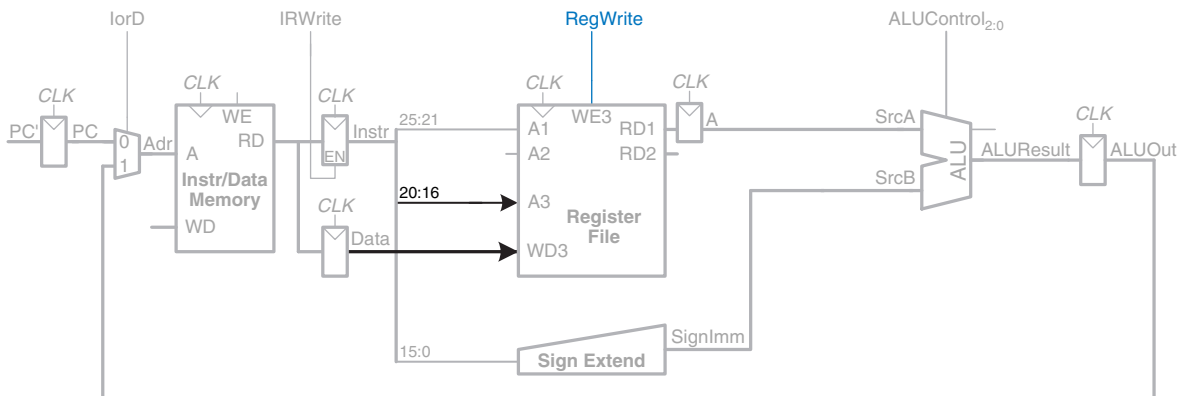 IorD IRWrite RegWrite ALUControl2:0
CLK CLK CLK CLK CLK CLK
PC' PC 0 1 Adr
A RD WE
Instr/Data
Memory
WD
EN Instr
CLK
Data
25:21
20:16
15:0
A1 WE3 RD1
A2 RD2
A3
Register
File
WD3
A
SignImm
Sign Extend
SrcA
SrcB
ALU
ALUResult
ALUOut